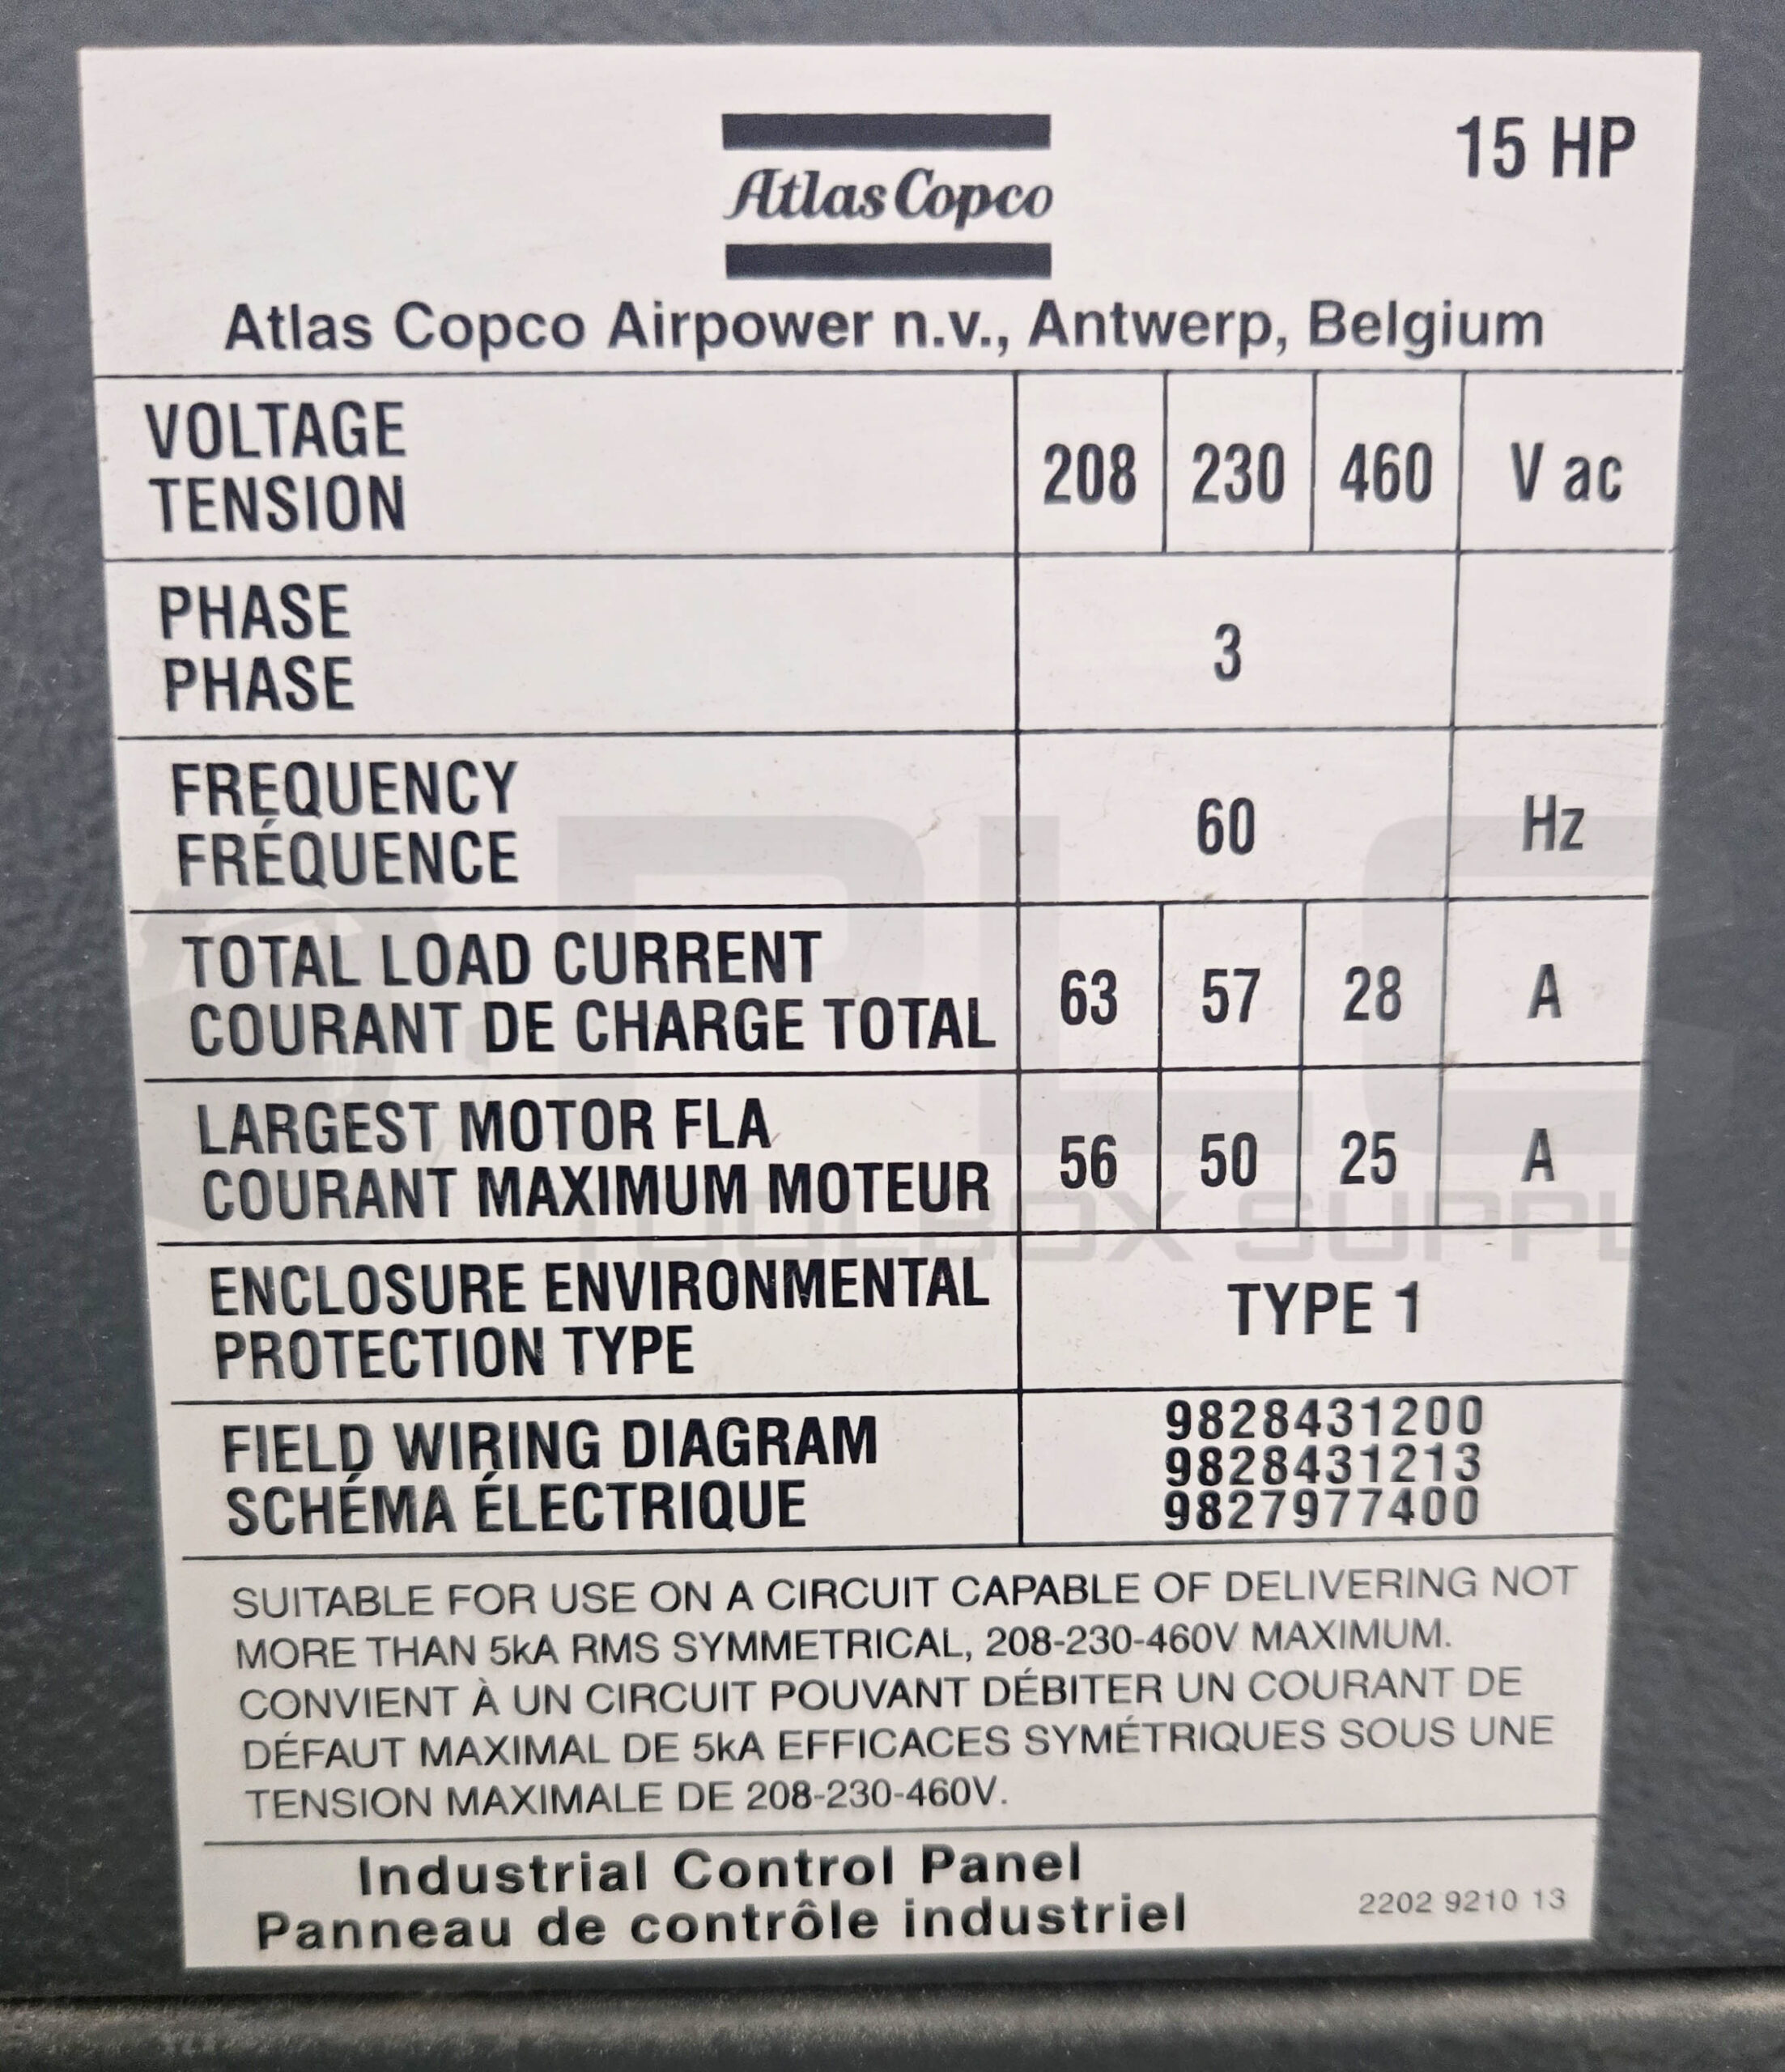 15 HP
Atlas Copco
Atlas Copco Airpower n.v., Antwerp, Belgium
VOLTAGE
TENSION
208 230 460 V ac
PHASE
PHASE
3
FREQUENCY
FRÉQUENCE
60 Hz
TOTAL LOAD CURRENT
COURANT DE CHARGE TOTAL
63 57 28 A
LARGEST MOTOR FLA
COURANT MAXIMUM MOTEUR
56 50 25 A
ENCLOSURE ENVIRONMENTAL
PROTECTION TYPE
TYPE 1
FIELD WIRING DIAGRAM
SCHÉMA ÉLECTRIQUE
9828431200
9828431213
9827977400
SUITABLE FOR USE ON A CIRCUIT CAPABLE OF DELIVERING NOT
MORE THAN 5kA RMS SYMMETRICAL, 208-230-460V MAXIMUM.
CONVIENT À UN CIRCUIT POUVANT DÉBITER UN COURANT DE
DÉFAUT MAXIMAL DE 5kA EFFICACES SYMÉTRIQUES SOUS UNE
TENSION MAXIMALE DE 208-230-460V.
Industrial Control Panel
Panneau de contrôle industriel
2202 9210 13
PLC
TOOLBOX SUPPL